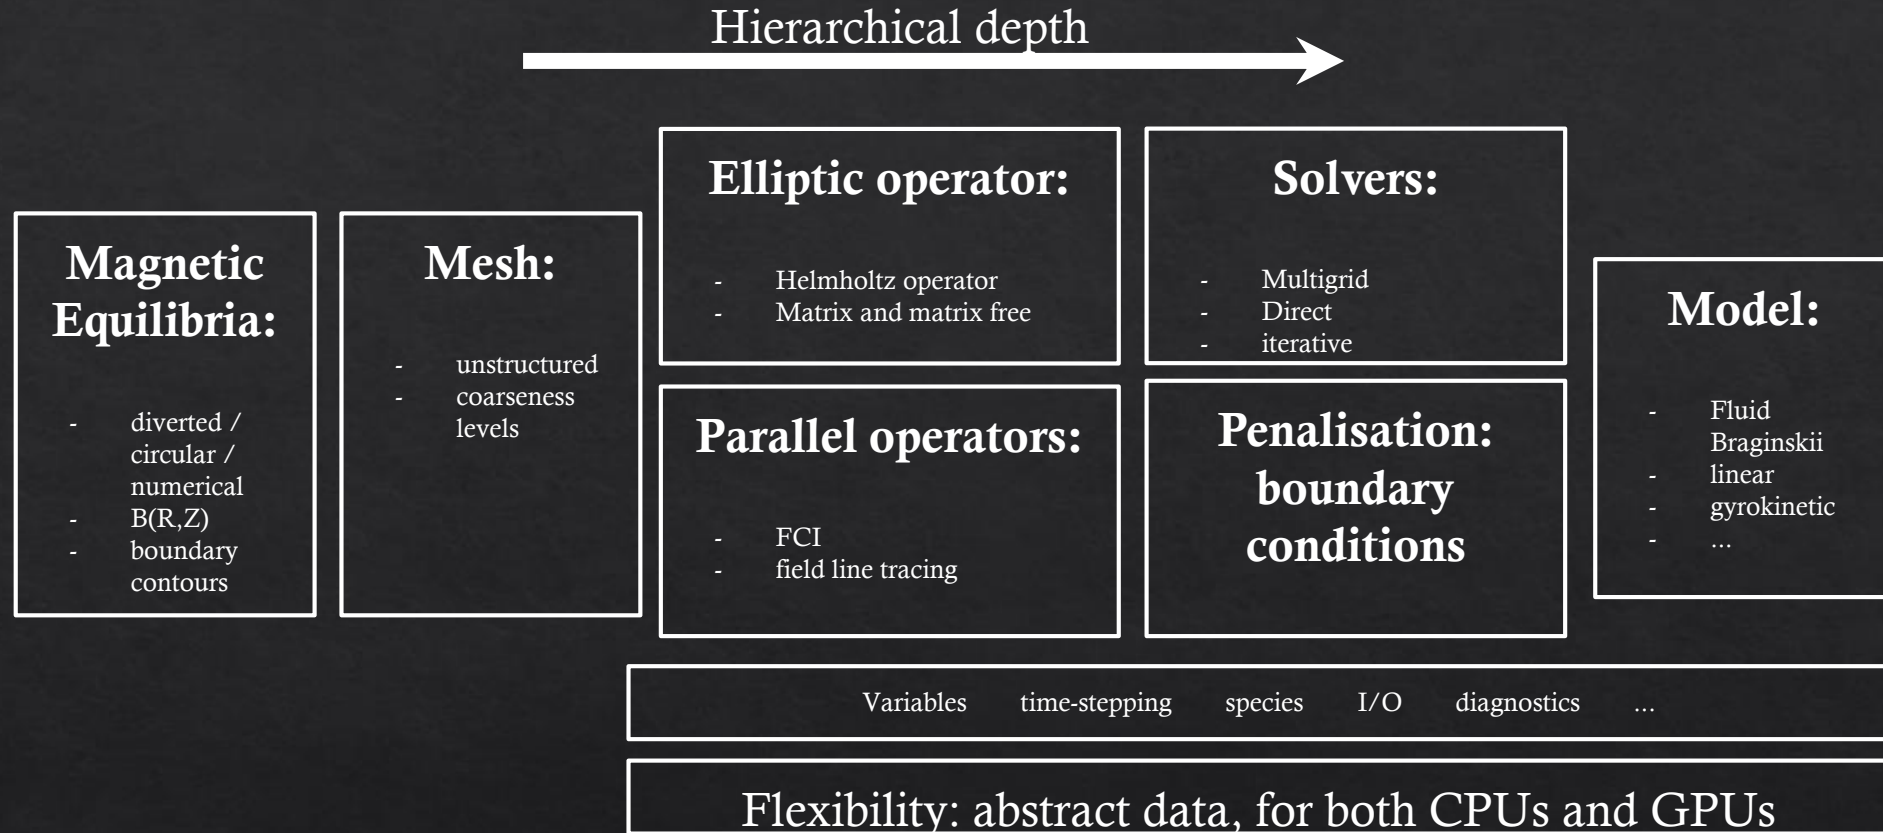 Hierarchical depth
Magnetic
Equilibria:
- diverted /
circular /
numerical
- B(R,Z)
- boundary
contours
Mesh:
- unstructured
- coarseness
levels
Elliptic operator:
- Helmholtz operator
- Matrix and matrix free
Parallel operators:
- FCI
- field line tracing
Solvers:
- Multigrid
- Direct
- iterative
Penalisation:
boundary
conditions
Model:
- Fluid
Braginskii
- linear
- gyrokinetic
- ...
Variables time-stepping species I/O diagnostics ...
Flexibility: abstract data, for both CPUs and GPUs